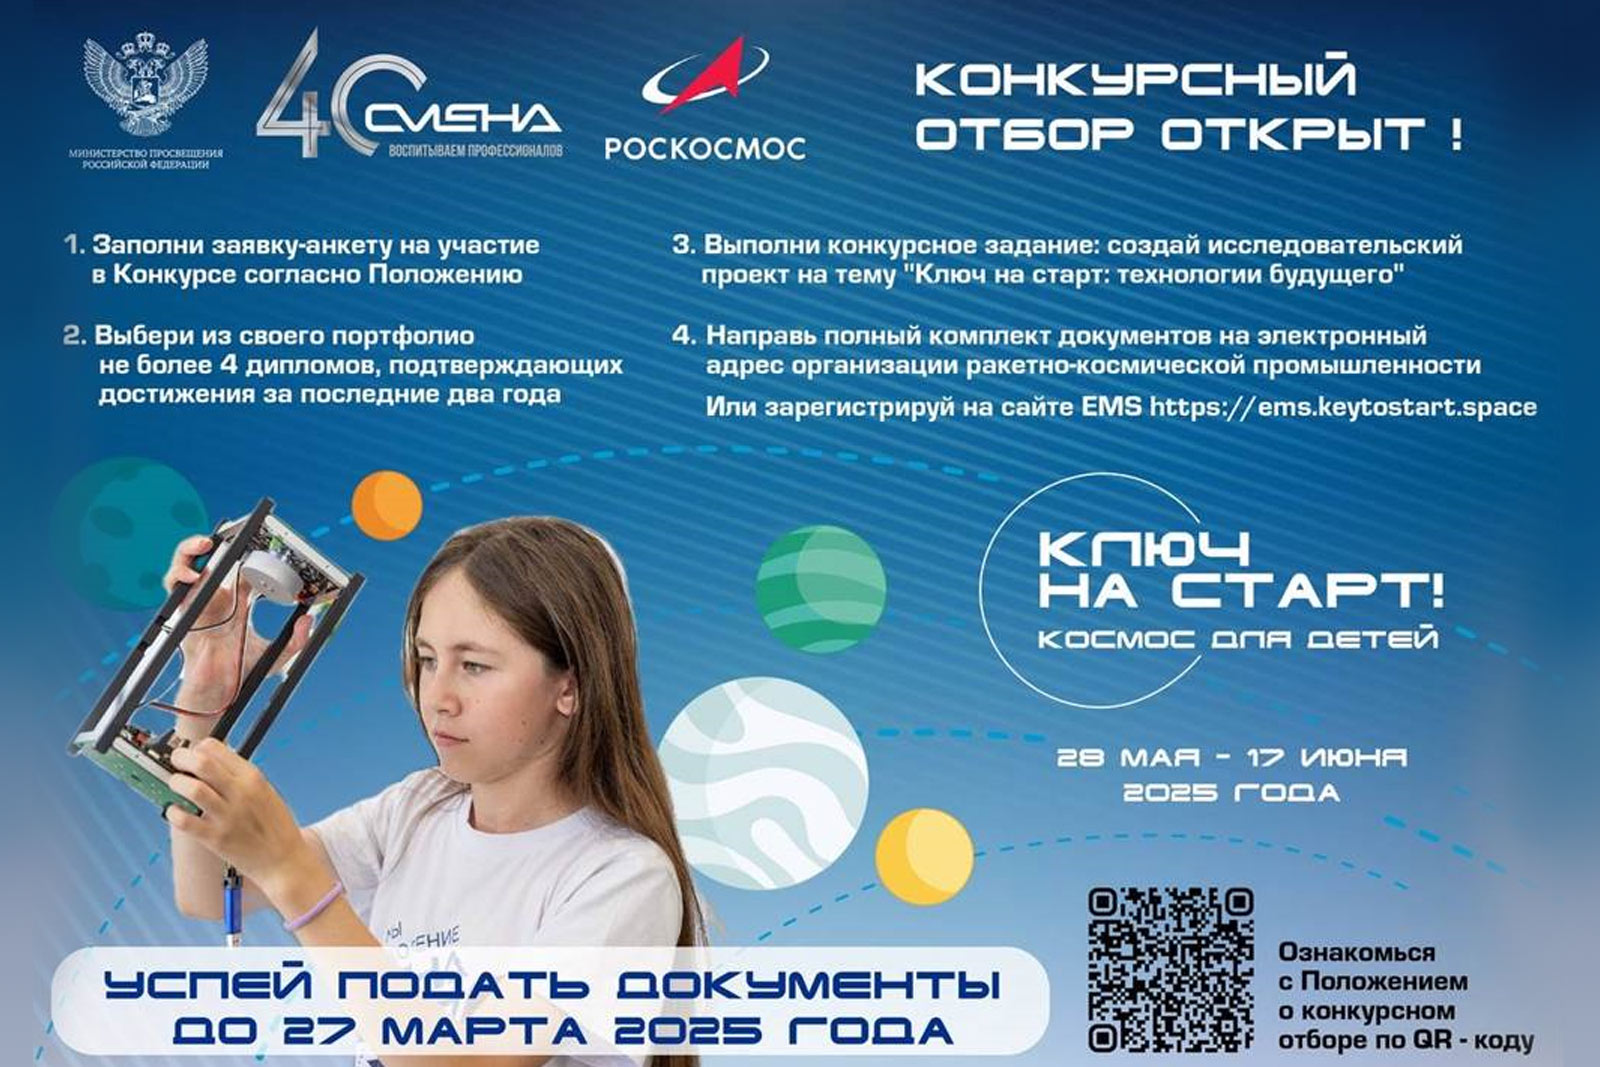 МИНИСТЕРСТВО ПРОСВЕЩЕНИЯ
РОССИЙСКОЙ ФЕДЕРАЦИИ
40 СМЕНА
ВОСПИТЫВАЕМ ПРОФЕССИОНАЛОВ
РОСКОСМОС
КОНКУРСНЫЙ
ОТБОР ОТКРЫТ !
1. Заполни заявку-анкету на участие
в Конкурсе согласно Положению
2. Выбери из своего портфолио
не более 4 дипломов, подтверждающих
достижения за последние два года
3. Выполни конкурсное задание: создай исследовательский
проект на тему "Ключ на старт: технологии будущего"
4. Направь полный комплект документов на электронный
адрес организации ракетно-космической промышленности
Или зарегистрируй на сайте EMS https://ems.keytostart.space
КЛЮЧ
НА СТАРТ!
КОСМОС ДЛЯ ДЕТЕЙ
28 МАЯ - 17 ИЮНЯ
2025 ГОДА
УСПЕЙ ПОДАТЬ ДОКУМЕНТЫ
ДО 27 МАРТА 2025 ГОДА
Ознакомься
с Положением
о конкурсном
отборе по QR - коду